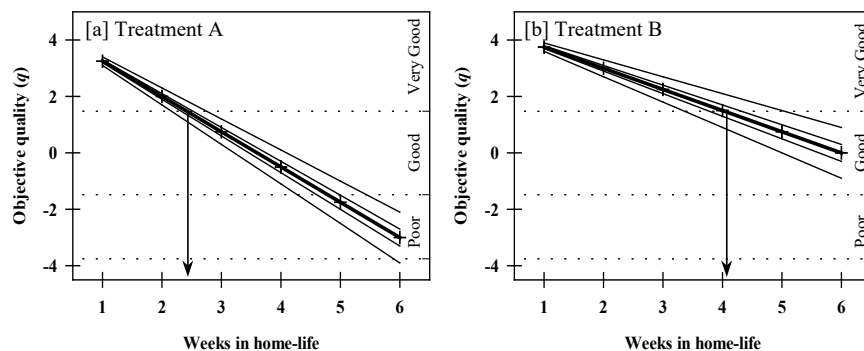 [a] Treatment A
Objective quality (q)
4
2
0
-2
-4
Very Good
Good
Poor
1 2 3 4 5 6
Weeks in home-life
[b] Treatment B
Objective quality (q)
4
2
0
-2
-4
Very Good
Good
Poor
1 2 3 4 5 6
Weeks in home-life